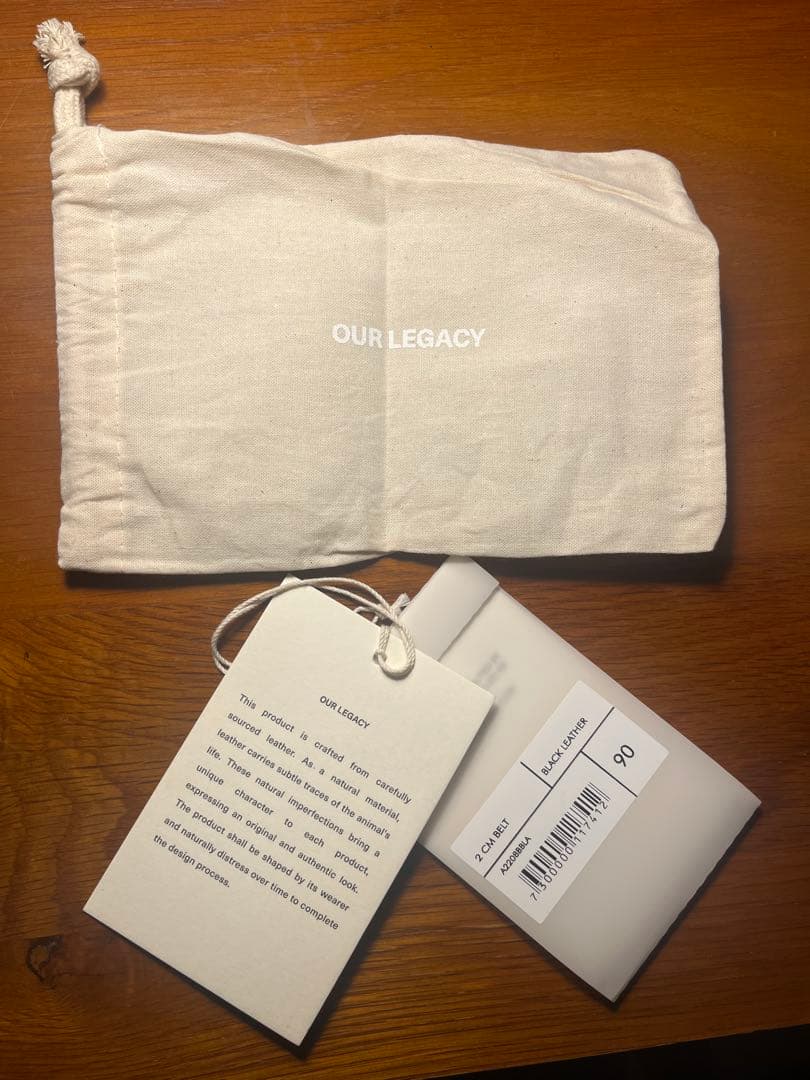 OUR LEGACY
OUR LEGACY
This product is crafted from carefully
sourced leather. As a natural material,
leather carries subtle traces of the animal's
life. These natural imperfections bring a
unique character to each product,
expressing an original and authentic look.
The product shall be shaped by its wearer
and naturally distress over time to complete
the design process.
2 CM BELT
BLACK LEATHER
90
A2208BBLA
7300000117412